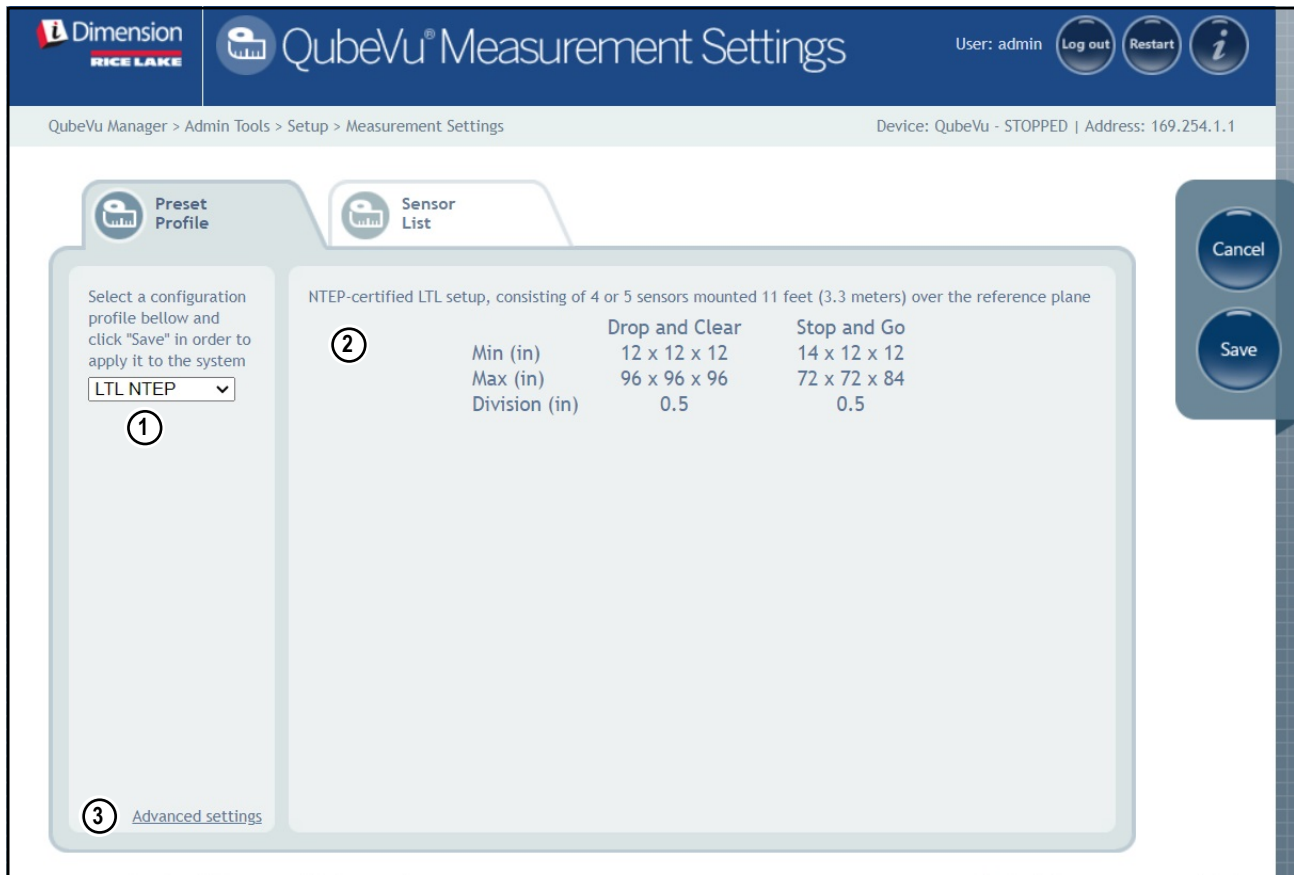 i Dimension
RICE LAKE
QubeVu® Measurement Settings
User: admin
Log out
Restart
i
QubeVu Manager > Admin Tools > Setup > Measurement Settings
Device: QubeVu - STOPPED | Address: 169.254.1.1
Preset
Profile
Sensor
List
Cancel
Save
Select a configuration
profile bellow and
click "Save" in order to
apply it to the system
LTL NTEP
1
NTEP-certified LTL setup, consisting of 4 or 5 sensors mounted 11 feet (3.3 meters) over the reference plane
2
Drop and Clear Stop and Go
Min (in) 12 x 12 x 12 14 x 12 x 12
Max (in) 96 x 96 x 96 72 x 72 x 84
Division (in) 0.5 0.5
3 Advanced settings